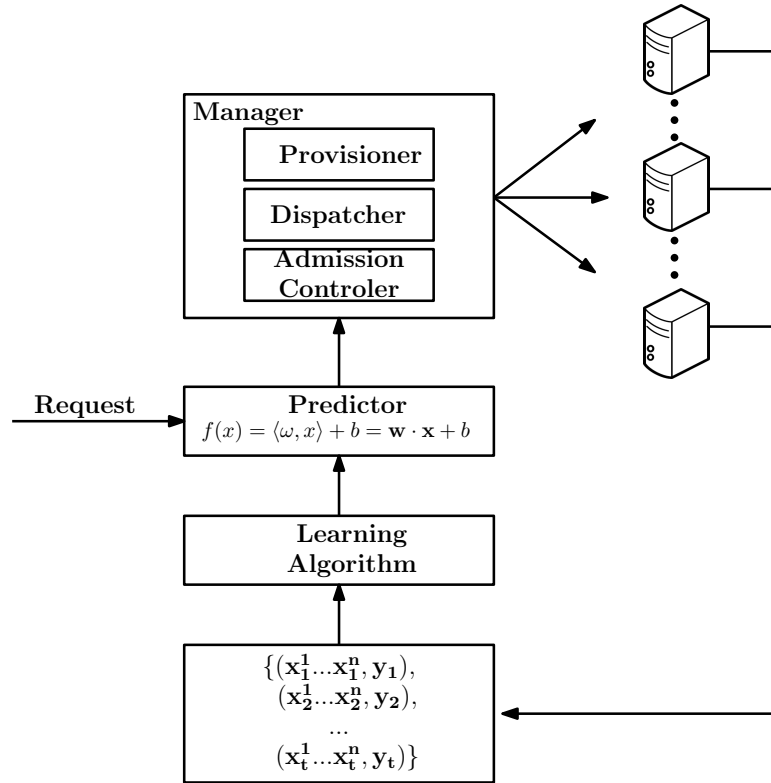 Manager
Provisioner
Dispatcher
Admission
Controler
Request
Predictor
f(x) = ⟨ω, x⟩ + b = w · x + b
Learning
Algorithm
{(x₁¹...x₁ⁿ, y₁),
(x₂¹...x₂ⁿ, y₂),
...
(xₜ¹...xₜⁿ, yₜ)}